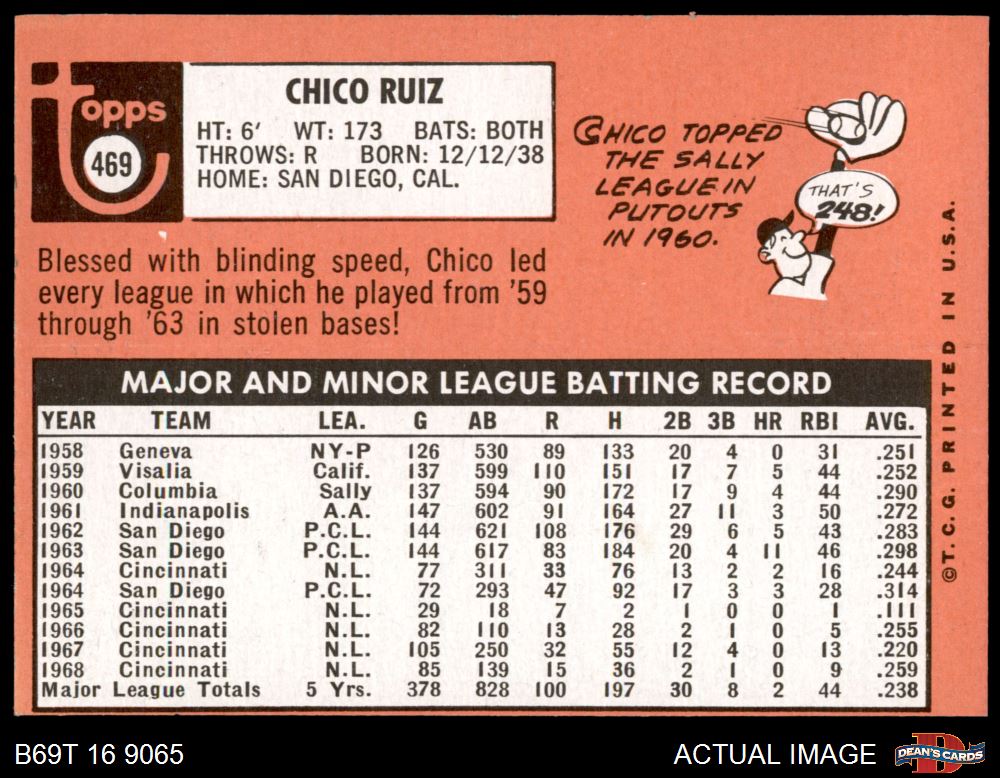 Topps
469
CHICO RUIZ
HT: 6' WT: 173 BATS: BOTH
THROWS: R BORN: 12/12/38
HOME: SAN DIEGO, CAL.
CHICO TOPPED
THE SALLY
LEAGUE IN
PUTOUTS
IN 1960.
THAT'S
248!
Blessed with blinding speed, Chico led
every league in which he played from '59
through '63 in stolen bases!
MAJOR AND MINOR LEAGUE BATTING RECORD
YEAR TEAM LEA. G AB R H 2B 3B HR RBI AVG.
1958 Geneva NY-P 126 530 89 133 20 4 0 31 .251
1959 Visalia Calif. 137 599 110 151 17 7 5 44 .252
1960 Columbia Sally 137 594 90 172 17 9 4 44 .290
1961 Indianapolis A.A. 147 602 91 164 27 11 3 50 .272
1962 San Diego P.C.L. 144 621 108 176 29 6 5 43 .283
1963 San Diego P.C.L. 144 617 83 184 20 4 11 46 .298
1964 Cincinnati N.L. 77 311 33 76 13 2 2 16 .244
1964 San Diego P.C.L. 72 293 47 92 17 3 3 28 .314
1965 Cincinnati N.L. 29 18 7 2 1 0 0 1 .111
1966 Cincinnati N.L. 82 110 13 28 2 1 0 5 .255
1967 Cincinnati N.L. 105 250 32 55 12 4 0 13 .220
1968 Cincinnati N.L. 85 139 15 36 2 1 0 9 .259
Major League Totals 5 Yrs. 378 828 100 197 30 8 2 44 .238
©T. C. G. PRINTED IN U.S.A.
B69T 16 9065
ACTUAL IMAGE
DEAN'S CARDS